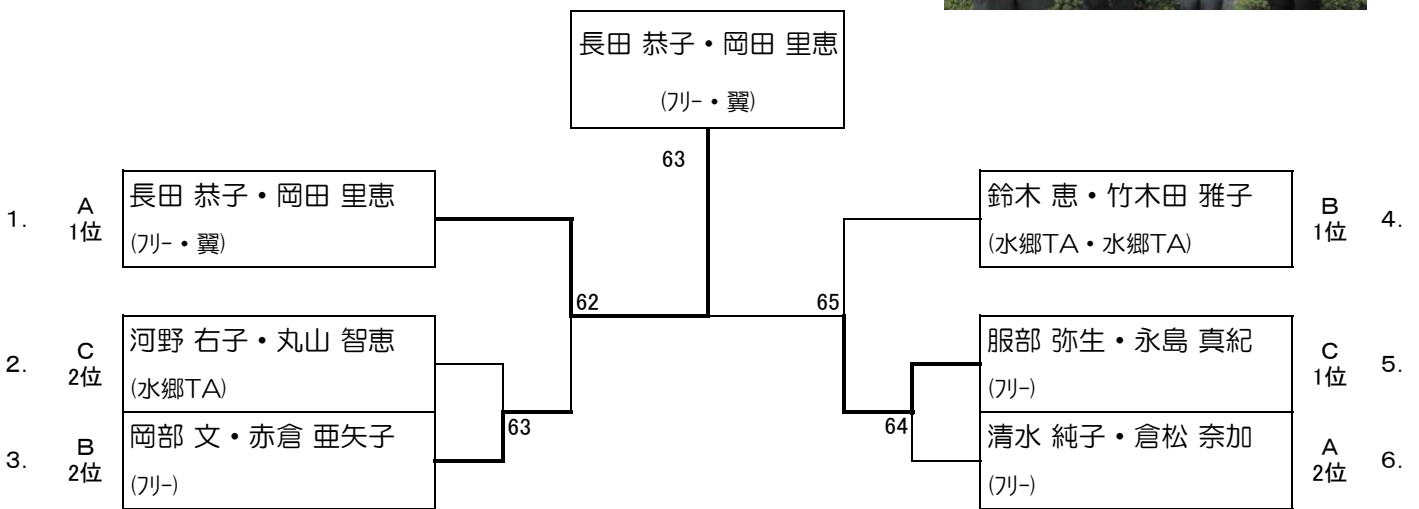 長田 恭子・岡田 里恵
(フリー・翼)
63
1. A 1位 長田 恭子・岡田 里恵
(フリー・翼)
鈴木 恵・竹木田 雅子
(水郷TA・水郷TA)
B 1位 4.
62
65
2. C 2位 河野 右子・丸山 智恵
(水郷TA)
服部 弥生・永島 真紀
(フリー)
C 1位 5.
63
64
3. B 2位 岡部 文・赤倉 亜矢子
(フリー)
清水 純子・倉松 奈加
(フリー)
A 2位 6.